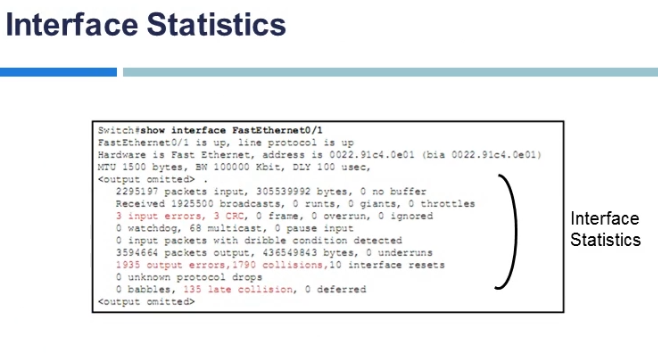 Interface Statistics
Switch#show interface FastEthernet0/1
FastEthernet0/1 is up, line protocol is up
Hardware is Fast Ethernet, address is 0022.91c4.0e01 (bia 0022.91c4.0e01)
MTU 1500 bytes, BW 100000 Kbit, DLY 100 usec,
<output omitted> .
2295197 packets input, 305539992 bytes, 0 no buffer
Received 1925500 broadcasts, 0 runts, 0 giants, 0 throttles
3 input errors, 3 CRC, 0 frame, 0 overrun, 0 ignored
0 watchdog, 68 multicast, 0 pause input
0 input packets with dribble condition detected
3594664 packets output, 436549843 bytes, 0 underruns
1935 output errors,1790 collisions,10 interface resets
0 unknown protocol drops
0 babbles, 135 late collision, 0 deferred
<output omitted>
Interface
Statistics